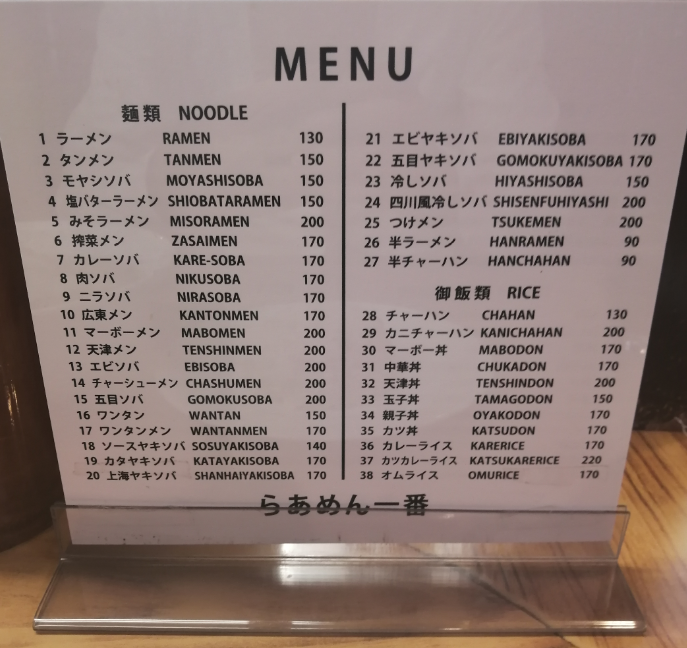 MENU
麺類 NOODLE
1 ラーメン RAMEN 130
2 タンメン TANMEN 150
3 モヤシソバ MOYASHISOBA 150
4 塩バターラーメン SHIOBATARAMEN 150
5 みそラーメン MISORAMEN 200
6 搾菜メン ZASAIMEN 170
7 カレーソバ KARE-SOBA 170
8 肉ソバ NIKUSOBA 170
9 ニラソバ NIRASOBA 170
10 広東メン KANTONMEN 170
11 マーボーメン MABOMEN 200
12 天津メン TENSHINMEN 200
13 エビソバ EBISOBA 200
14 チャーシューメン CHASHUMEN 200
15 五目ソバ GOMOKUSOBA 200
16 ワンタン WANTAN 150
17 ワンタンメン WANTANMEN 170
18 ソースヤキソバ SOSUYAKISOBA 140
19 カタヤキソバ KATAYAKISOBA 170
20 上海ヤキソバ SHANHAIYAKISOBA 170
21 エビヤキソバ EBIYAKISOBA 170
22 五目ヤキソバ GOMOKUYAKISOBA 170
23 冷しソバ HIYASHISOBA 150
24 四川風冷しソバ SHISENFUHIYASHI 200
25 つけメン TSUKEMEN 200
26 半ラーメン HANRAMEN 90
27 半チャーハン HANCHAHAN 90
御飯類 RICE
28 チャーハン CHAHAN 130
29 カニチャーハン KANICHAHAN 200
30 マーボー丼 MABODON 170
31 中華丼 CHUKADON 170
32 天津丼 TENSHINDON 200
33 玉子丼 TAMAGODON 150
34 親子丼 OYAKODON 170
35 カツ丼 KATSUDON 170
36 カレーライス KARERICE 170
37 カツカレーライス KATSUKARERICE 220
38 オムライス OMURICE 170
らあめん一番